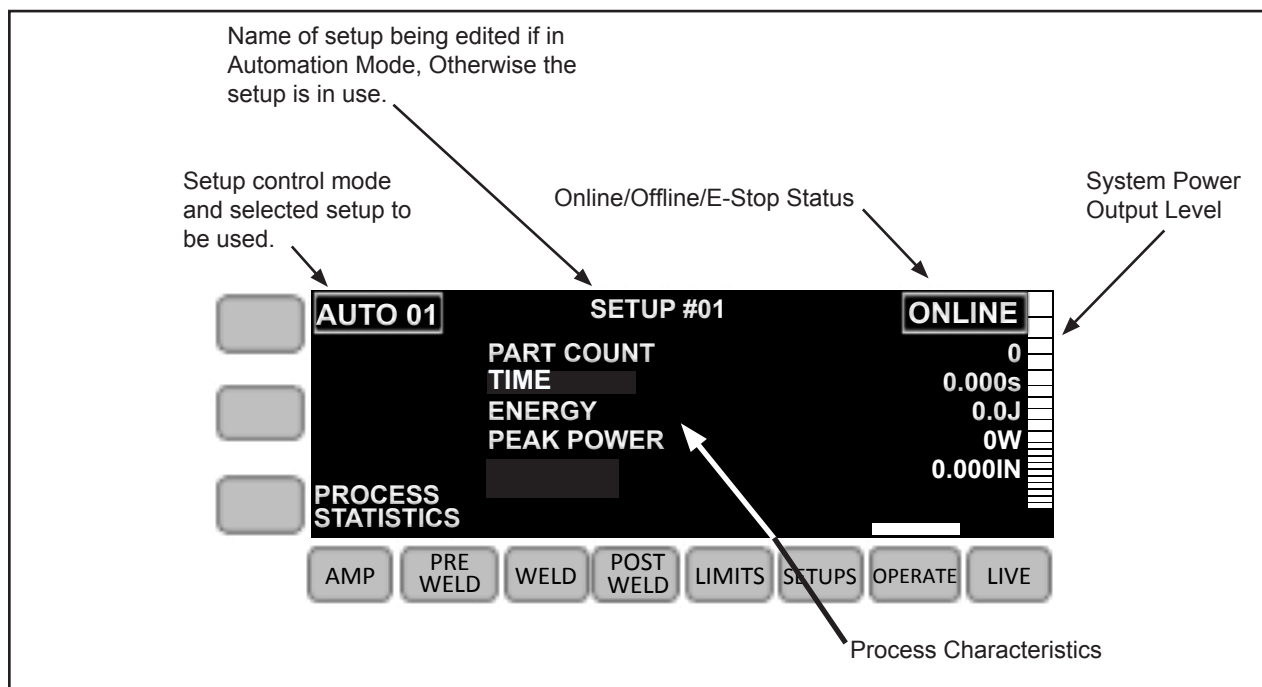 Name of setup being edited if in
Automation Mode, Otherwise the
setup is in use.
Setup control mode
and selected setup to
be used.
Online/Offline/E-Stop Status
System Power
Output Level
AUTO 01
SETUP #01
ONLINE
PART COUNT 0
TIME 0.000s
ENERGY 0.0J
PEAK POWER 0W
0.000IN
PROCESS
STATISTICS
AMP
PRE
WELD
WELD
POST
WELD
LIMITS
SETUPS
OPERATE
LIVE
Process Characteristics